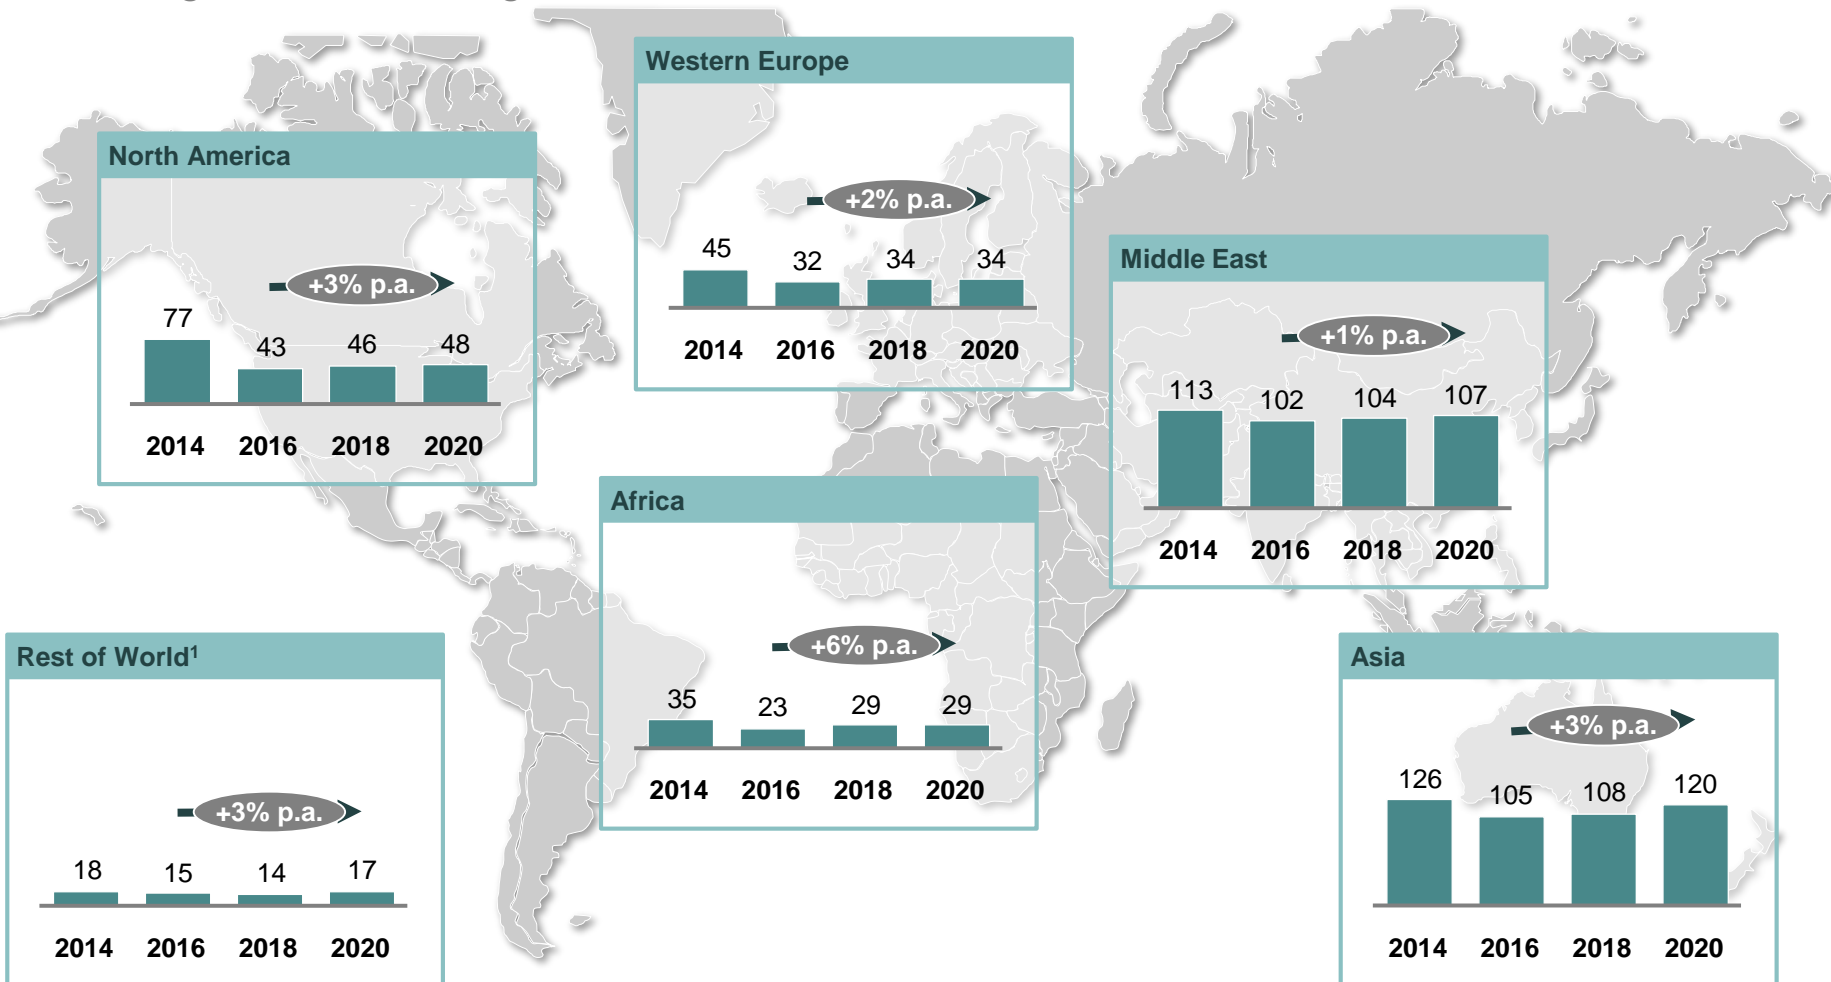 Western Europe
+2% p.a.
45 32 34 34
2014 2016 2018 2020
North America
+3% p.a.
77 43 46 48
2014 2016 2018 2020
Middle East
+1% p.a.
113 102 104 107
2014 2016 2018 2020
Africa
+6% p.a.
35 23 29 29
2014 2016 2018 2020
Rest of World¹
+3% p.a.
18 15 14 17
2014 2016 2018 2020
Asia
+3% p.a.
126 105 108 120
2014 2016 2018 2020